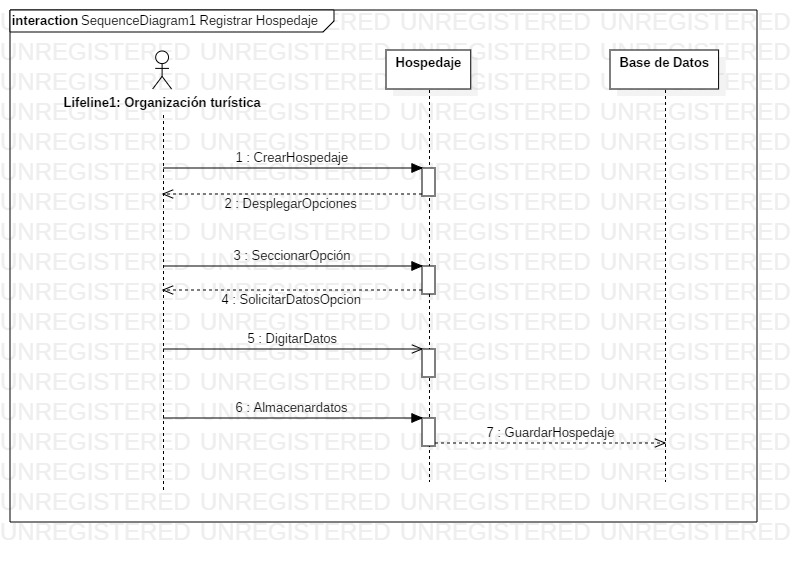 interaction SequenceDiagram1 Registrar Hospedaje
Hospedaje
Base de Datos
Lifeline1: Organización turística
1 : CrearHospedaje
2 : DesplegarOpciones
3 : SeccionarOpción
4 : SolicitarDatosOpcion
5 : DigitarDatos
6 : Almacenardatos
7 : GuardarHospedaje
UNREGISTERED UNREGISTERED UNREGISTERED UNREGISTERED